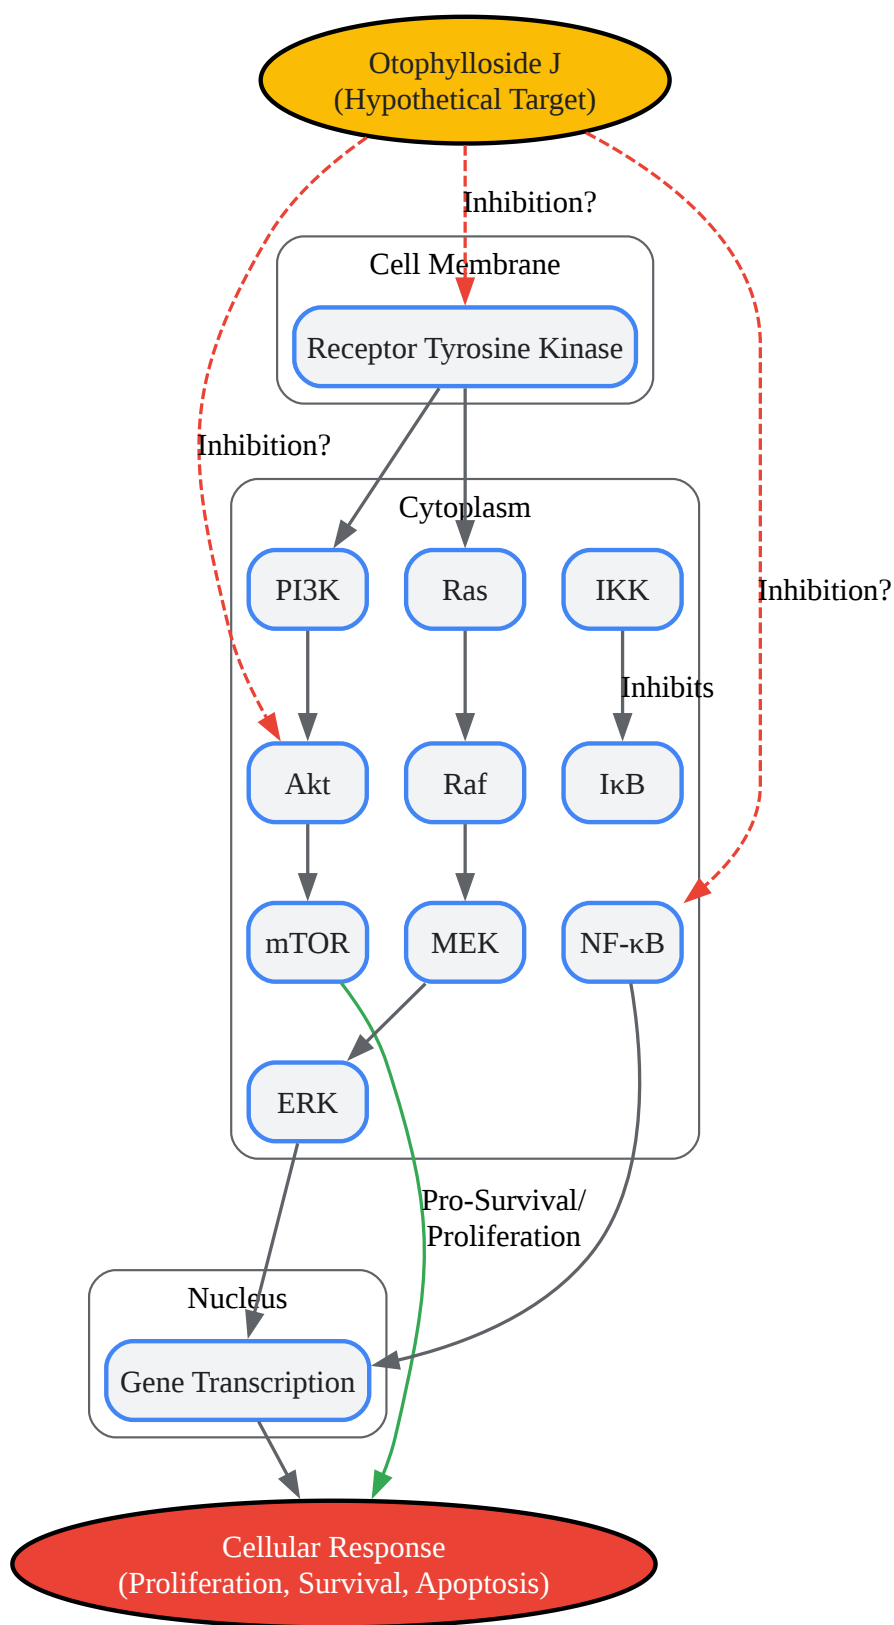 Otophylloside J
(Hypothetical Target)
Inhibition?
Cell Membrane
Receptor Tyrosine Kinase
Inhibition?
Cytoplasm
PI3K
Ras
IKK
Inhibition?
Inhibits
Akt
Raf
IκB
mTOR
MEK
NF-κB
ERK
Pro-Survival/
Proliferation
Nucleus
Gene Transcription
Cellular Response
(Proliferation, Survival, Apoptosis)